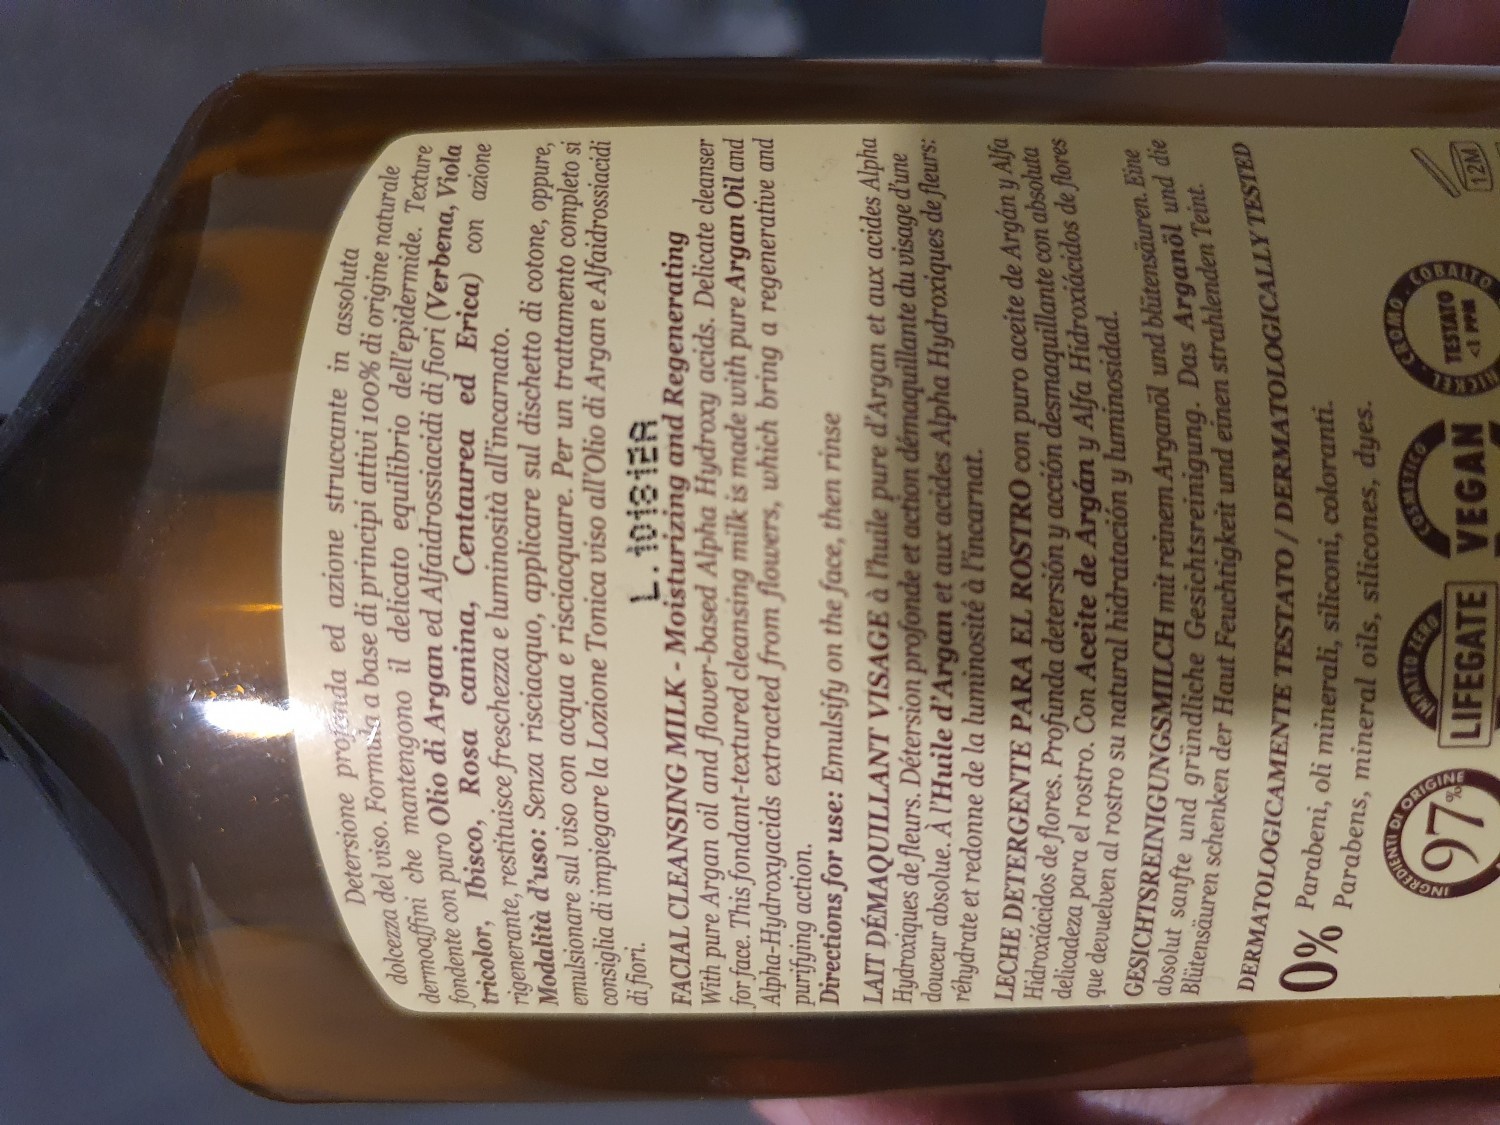 Detersione profonda ed azione struccante in assoluta
dolcezza del viso. Formula a base di principi attivi 100% di origine naturale
dermoaffini che mantengono il delicato equilibrio dell'epidermide. Texture
fondente con puro Olio di Argan ed Alfaidrossiacidi di fiori (Verbena, Viola
tricolor, Ibisco, Rosa canina, Centaurea ed Erica) con azione
rigenerante, restituisce freschezza e luminosità all'incarnato.
Modalità d'uso: Senza risciacquo, applicare sul dischetto di cotone, oppure,
emulsionare sul viso con acqua e risciacquare. Per un trattamento completo si
consiglia di impiegare la Lozione Tonica viso all'Olio di Argan e Alfaidrossiacidi
di fiori.
L.10181ER
FACIAL CLEANSING MILK - Moisturizing and Regenerating
With pure Argan oil and flower-based Alpha Hydroxy acids. Delicate cleanser
for face. This fondant-textured cleansing milk is made with pure Argan Oil and
Alpha-Hydroxyacids extracted from flowers, which bring a regenerative and
purifying action.
Directions for use: Emulsify on the face, then rinse
LAIT DÉMAQUILLANT VISAGE à l'huile pure d'Argan et aux acides Alpha
Hydroxiques de fleurs. Détersion profonde et action démaquillante du visage d'une
douceur absolue. À l'Huile d'Argan et aux acides Alpha Hydroxiques de fleurs:
réhydrate et redonne de la luminosité à l'incarnat.
LECHE DETERGENTE PARA EL ROSTRO con puro aceite de Argán y Alfa
Hidroxiácidos de flores. Profunda detersión y acción desmaquillante con absoluta
delicadeza para el rostro. Con Aceite de Argán y Alfa Hidroxiácidos de flores
que devuelven al rostro su natural hidratación y luminosidad.
GESICHTSREINIGUNGSMILCH mit reinem Arganöl und blütensäuren. Eine
absolut sanfte und gründliche Gesichtsreinigung. Das Arganöl und die
Blütensäuren schenken der Haut Feuchtigkeit und einen strahlenden Teint.
DERMATOLOGICAMENTE TESTATO / DERMATOLOGICALLY TESTED
0% Parabeni, oli minerali, siliconi, coloranti.
Parabens, mineral oils, silicones, dyes.
INGREDIENTI DI ORIGINE
97%
IMPATTO ZERO
LIFEGATE
COSMETICO
VEGAN
NICKEL · CROMO · COBALTO
TESTATO
<1 PPM
12M